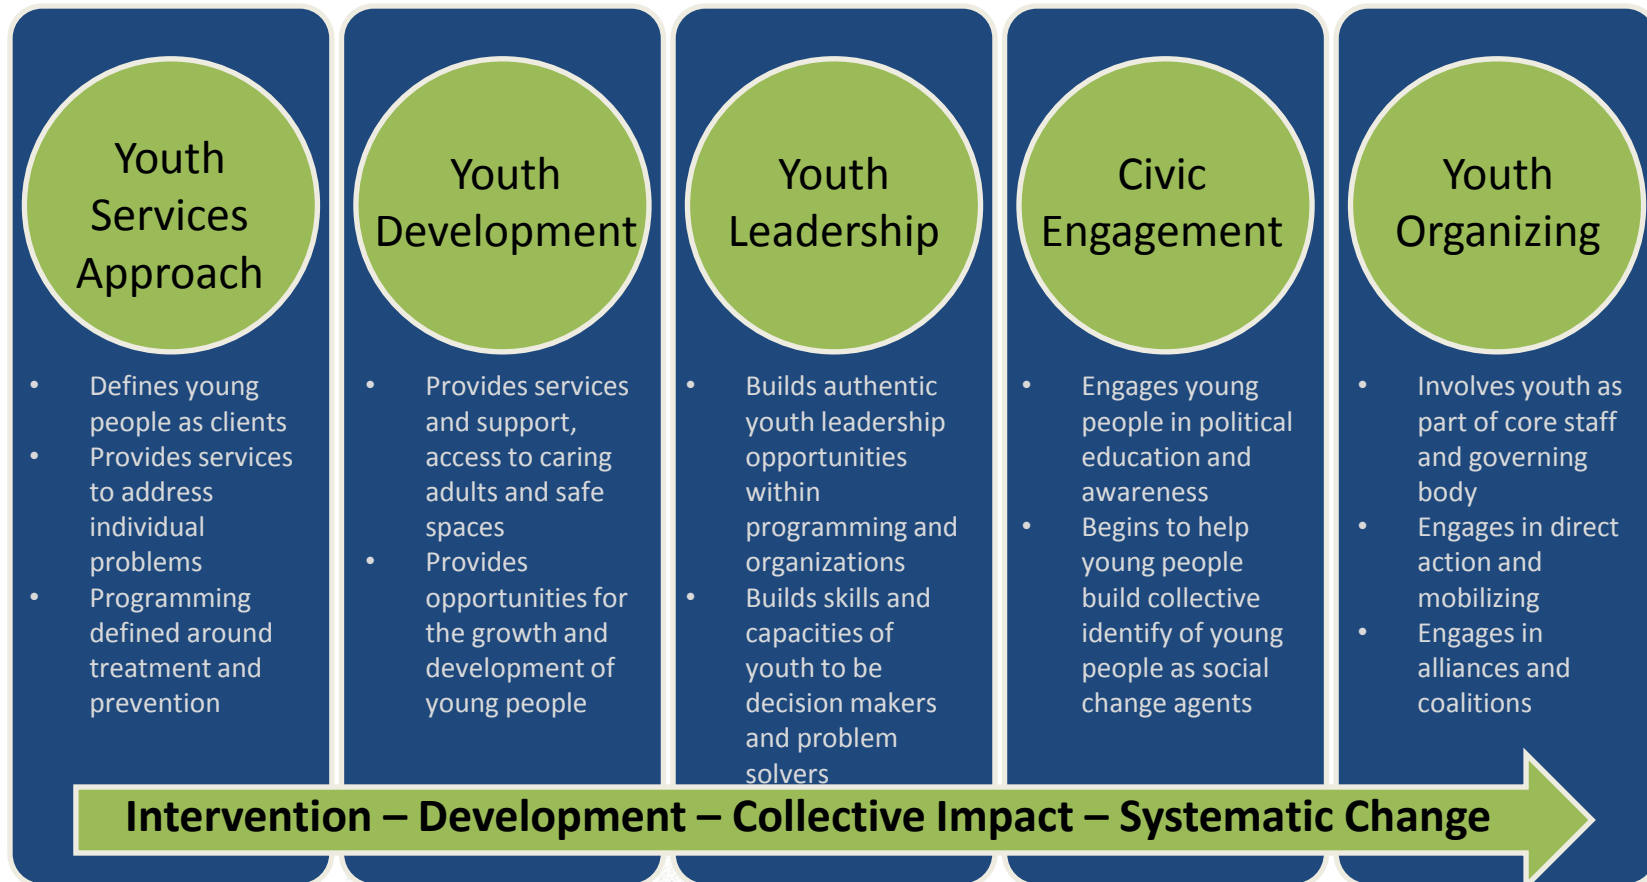 Youth
Services
Approach
• Defines young
people as clients
• Provides services
to address
individual
problems
• Programming
defined around
treatment and
prevention
Youth
Development
• Provides services
and support,
access to caring
adults and safe
spaces
• Provides
opportunities for
the growth and
development of
young people
Youth
Leadership
• Builds authentic
youth leadership
opportunities
within
programming and
organizations
• Builds skills and
capacities of
youth to be
decision makers
and problem
solvers
Civic
Engagement
• Engages young
people in political
education and
awareness
• Begins to help
young people
build collective
identify of young
people as social
change agents
Youth
Organizing
• Involves youth as
part of core staff
and governing
body
• Engages in direct
action and
mobilizing
• Engages in
alliances and
coalitions
Intervention – Development – Collective Impact – Systematic Change